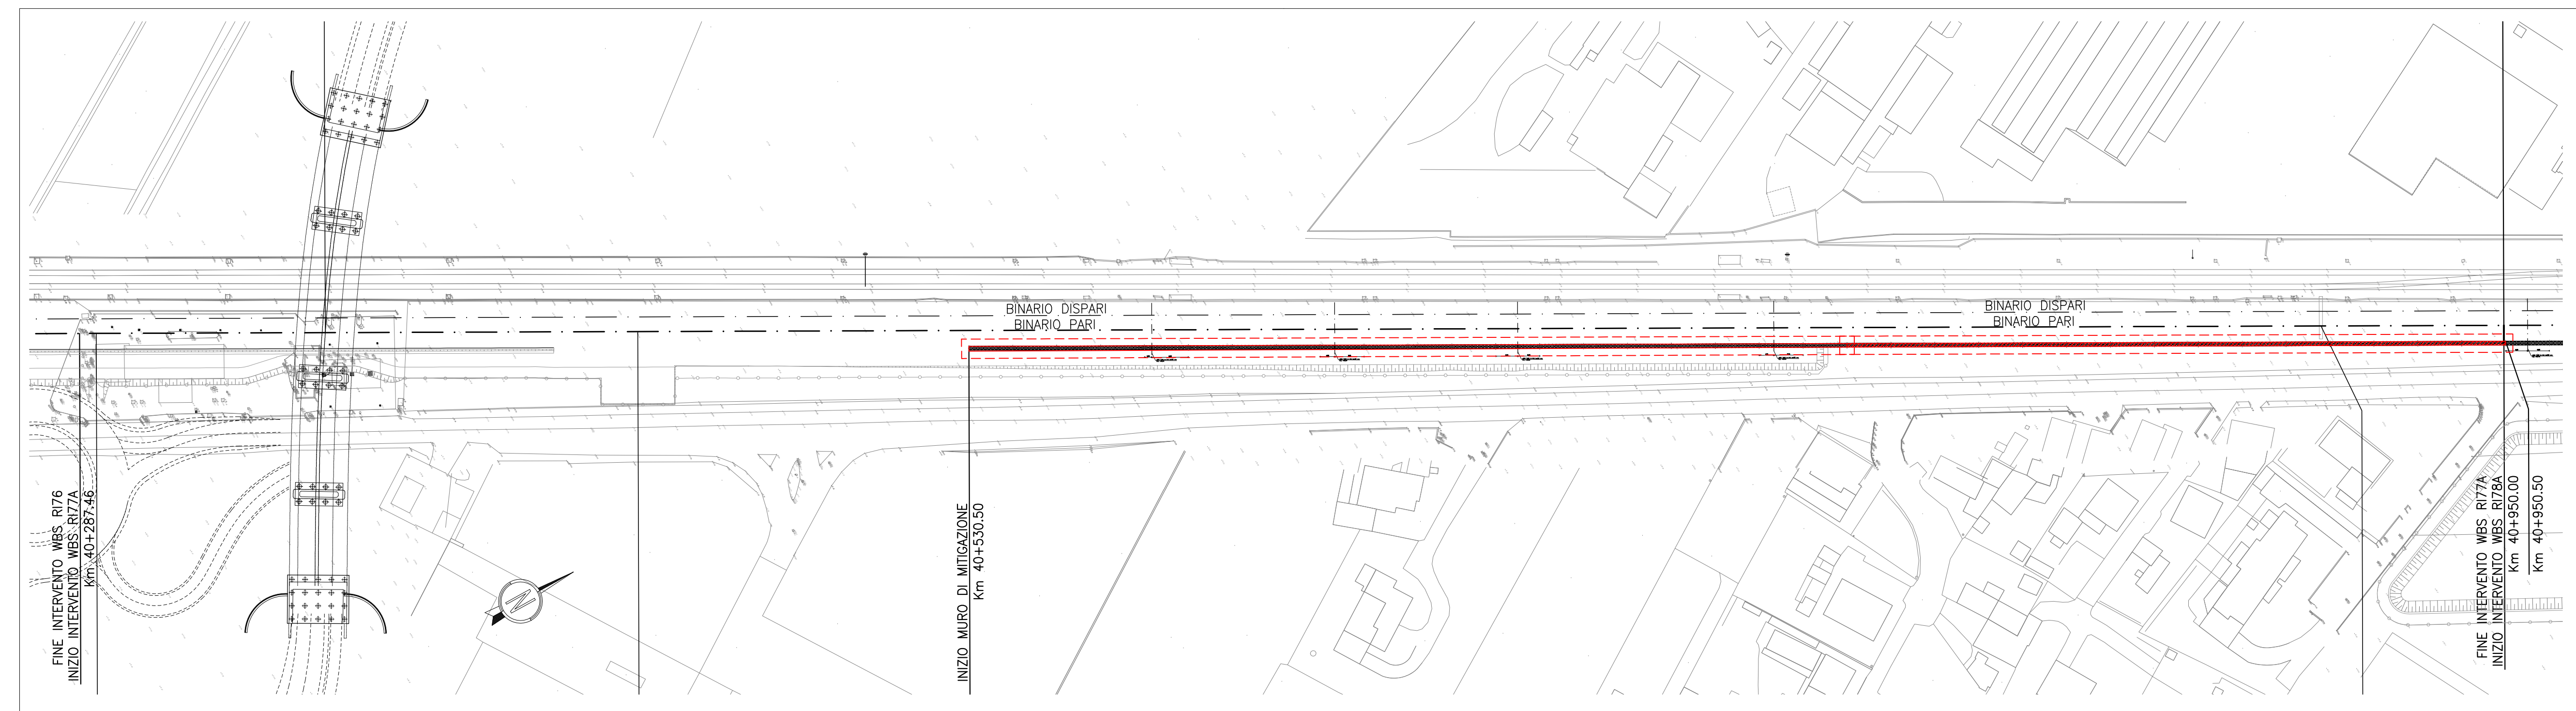 BINARIO DISPARI
BINARIO PARI
BINARIO DISPARI
BINARIO PARI
FINE INTERVENTO WBS RI76
INIZIO INTERVENTO WBS RI77A
Km 40+287.46
N
INIZIO MURO DI MITIGAZIONE
Km 40+530.50
FINE INTERVENTO WBS RI77A
INIZIO INTERVENTO WBS RI78A
Km 40+950.00
Km 40+950.50